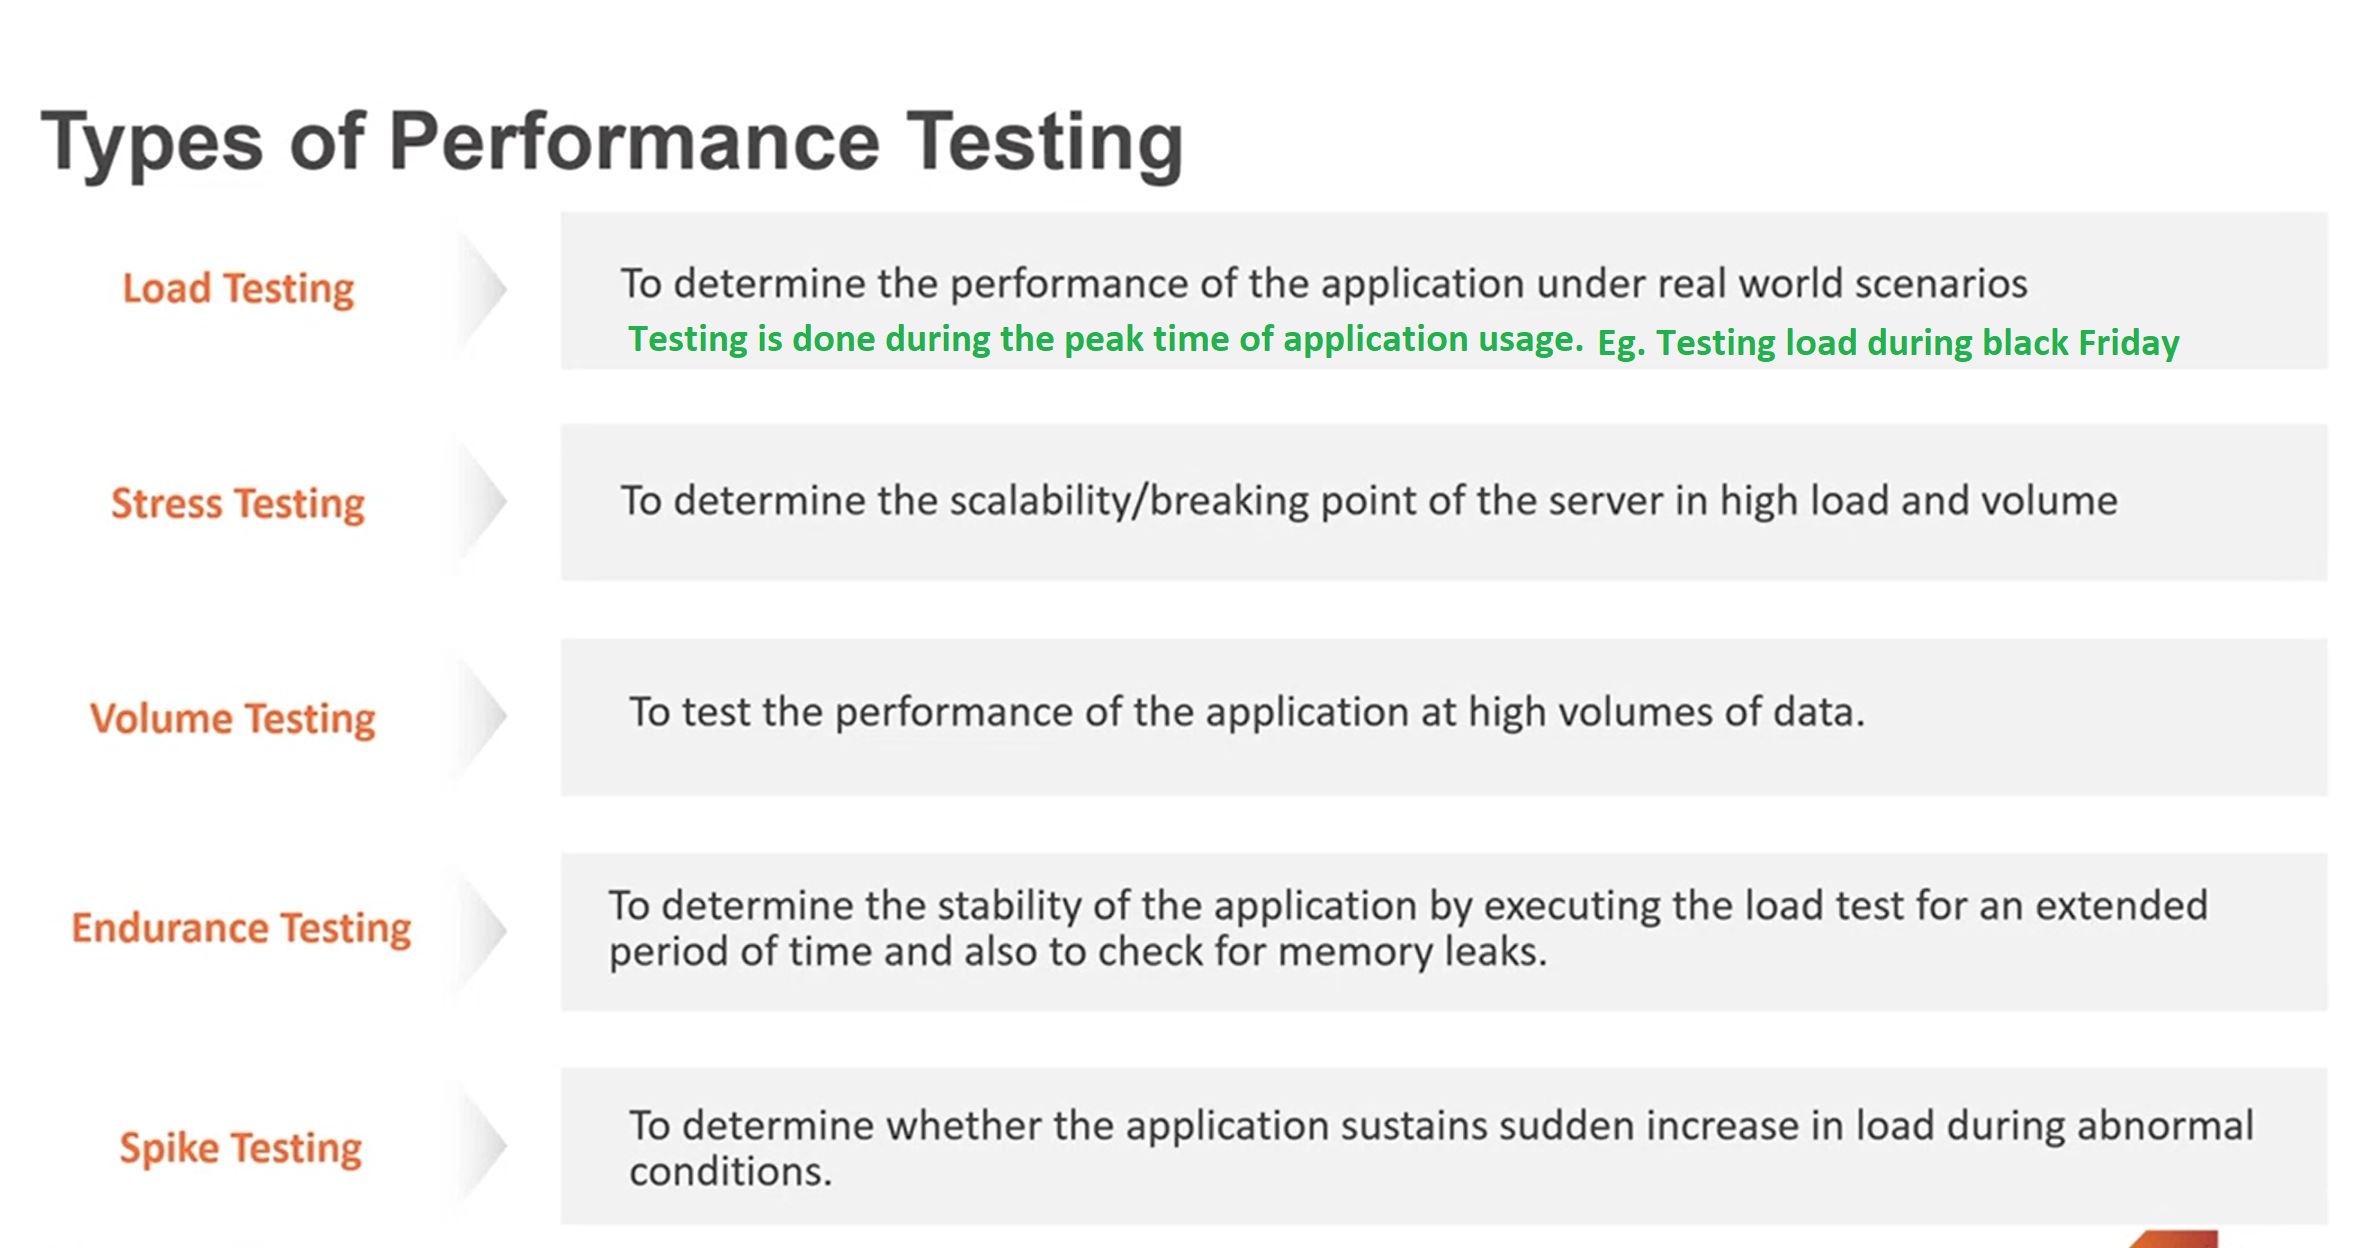 Types of Performance Testing
Load Testing
To determine the performance of the application under real world scenarios
Testing is done during the peak time of application usage. Eg. Testing load during black Friday
Stress Testing
To determine the scalability/breaking point of the server in high load and volume
Volume Testing
To test the performance of the application at high volumes of data.
Endurance Testing
To determine the stability of the application by executing the load test for an extended
period of time and also to check for memory leaks.
Spike Testing
To determine whether the application sustains sudden increase in load during abnormal
conditions.